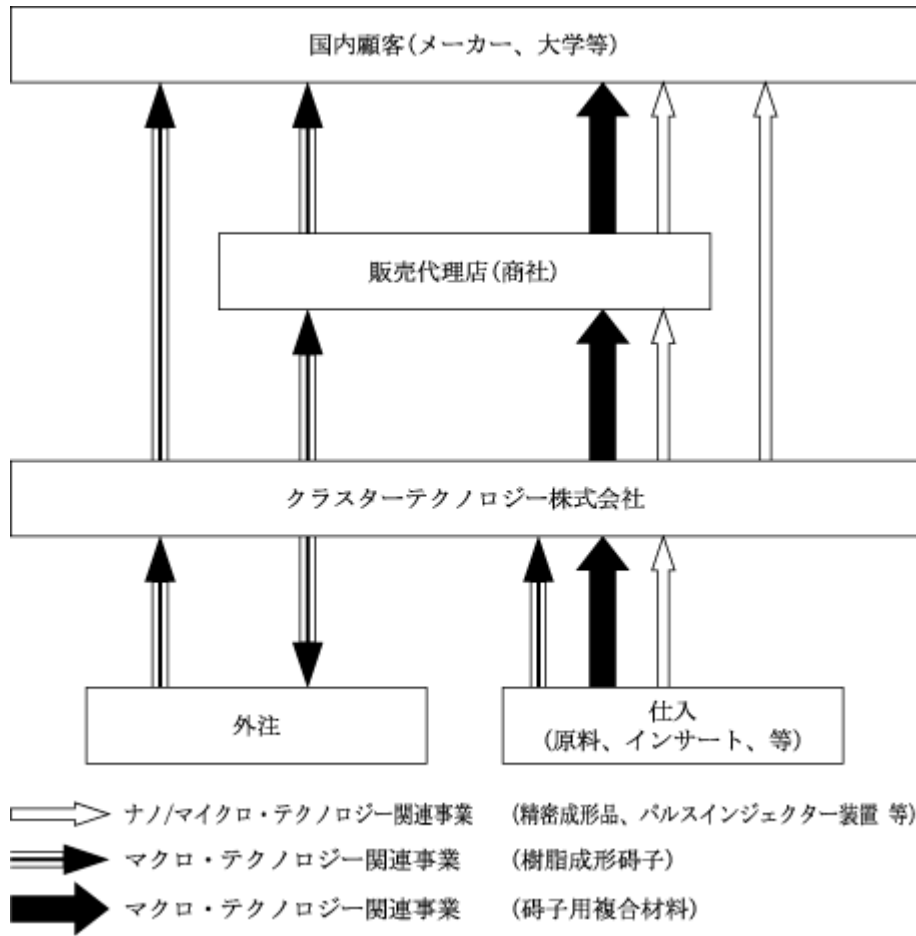 国内顧客(メーカー、大学等)
販売代理店(商社)
クラスターテクノロジー株式会社
外注
仕入
(原料、インサート、等)
ナノ/マイクロ・テクノロジー関連事業 (精密成形品、パルスインジェクター装置 等)
マクロ・テクノロジー関連事業 (樹脂成形碍子)
マクロ・テクノロジー関連事業 (碍子用複合材料)